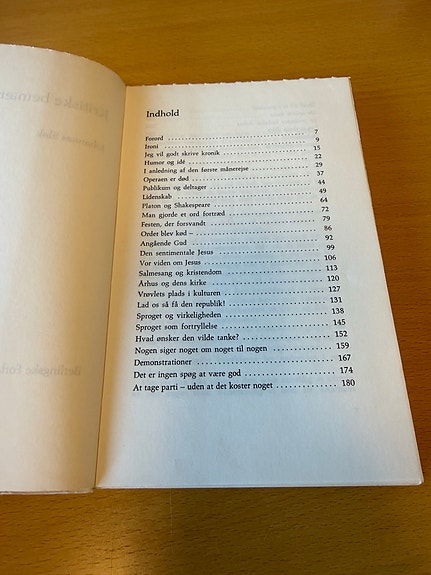 Indhold
Forord 7
Ironi 9
Jeg vil godt skrive kronik 15
Humor og idé 22
I anledning af den første månerejse 29
Operaen er død 37
Publikum og deltager 44
Lidenskab 49
Platon og Shakespeare 64
Man gjorde et ord fortræd 72
Festen, der forsvandt 79
Ordet blev kød – 86
Angående Gud 92
Den sentimentale Jesus 99
Vor viden om Jesus 106
Salmesang og kristendom 113
Århus og dens kirke 120
Vrøvlets plads i kulturen 127
Lad os så få den republik! 131
Sproget og virkeligheden 138
Sproget som fortryllelse 145
Hvad ønsker den vilde tanke? 152
Nogen siger noget om noget til nogen 159
Demonstrationer 167
Det er ingen spøg at være god 174
At tage parti – uden at det koster noget 180